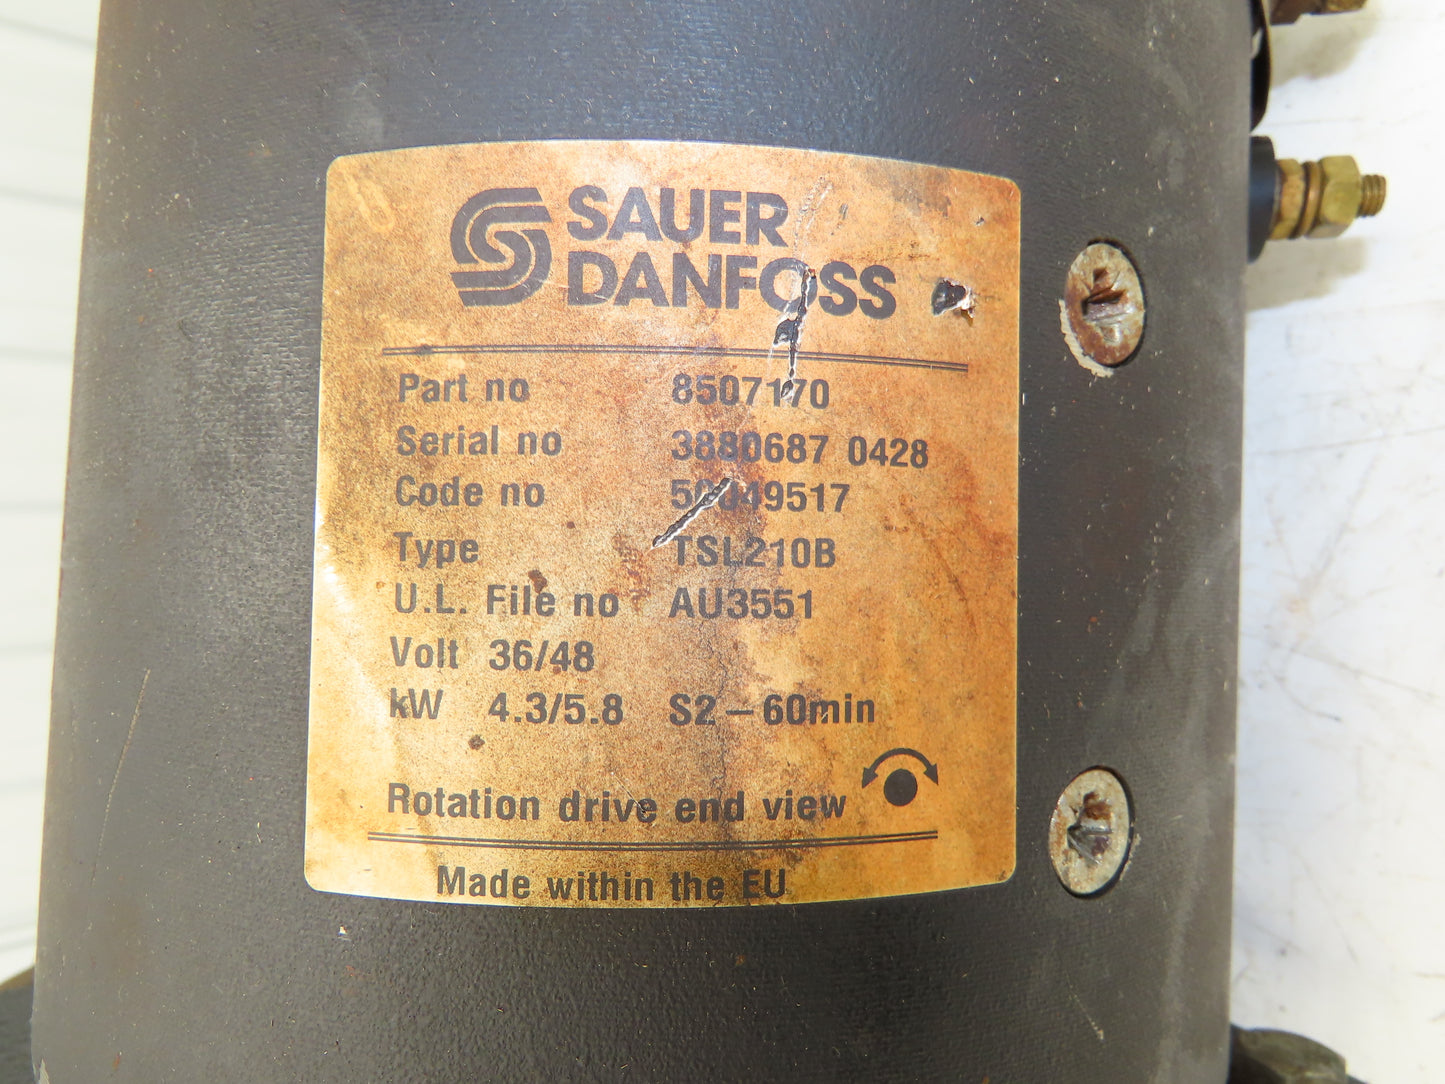 SAUER
DANFOSS
Part no 8507170
Serial no 3880687 0428
Code no 50049517
Type TSL210B
U.L. File no AU3551
Volt 36/48
kW 4.3/5.8 S2 – 60min
Rotation drive end view
Made within the EU